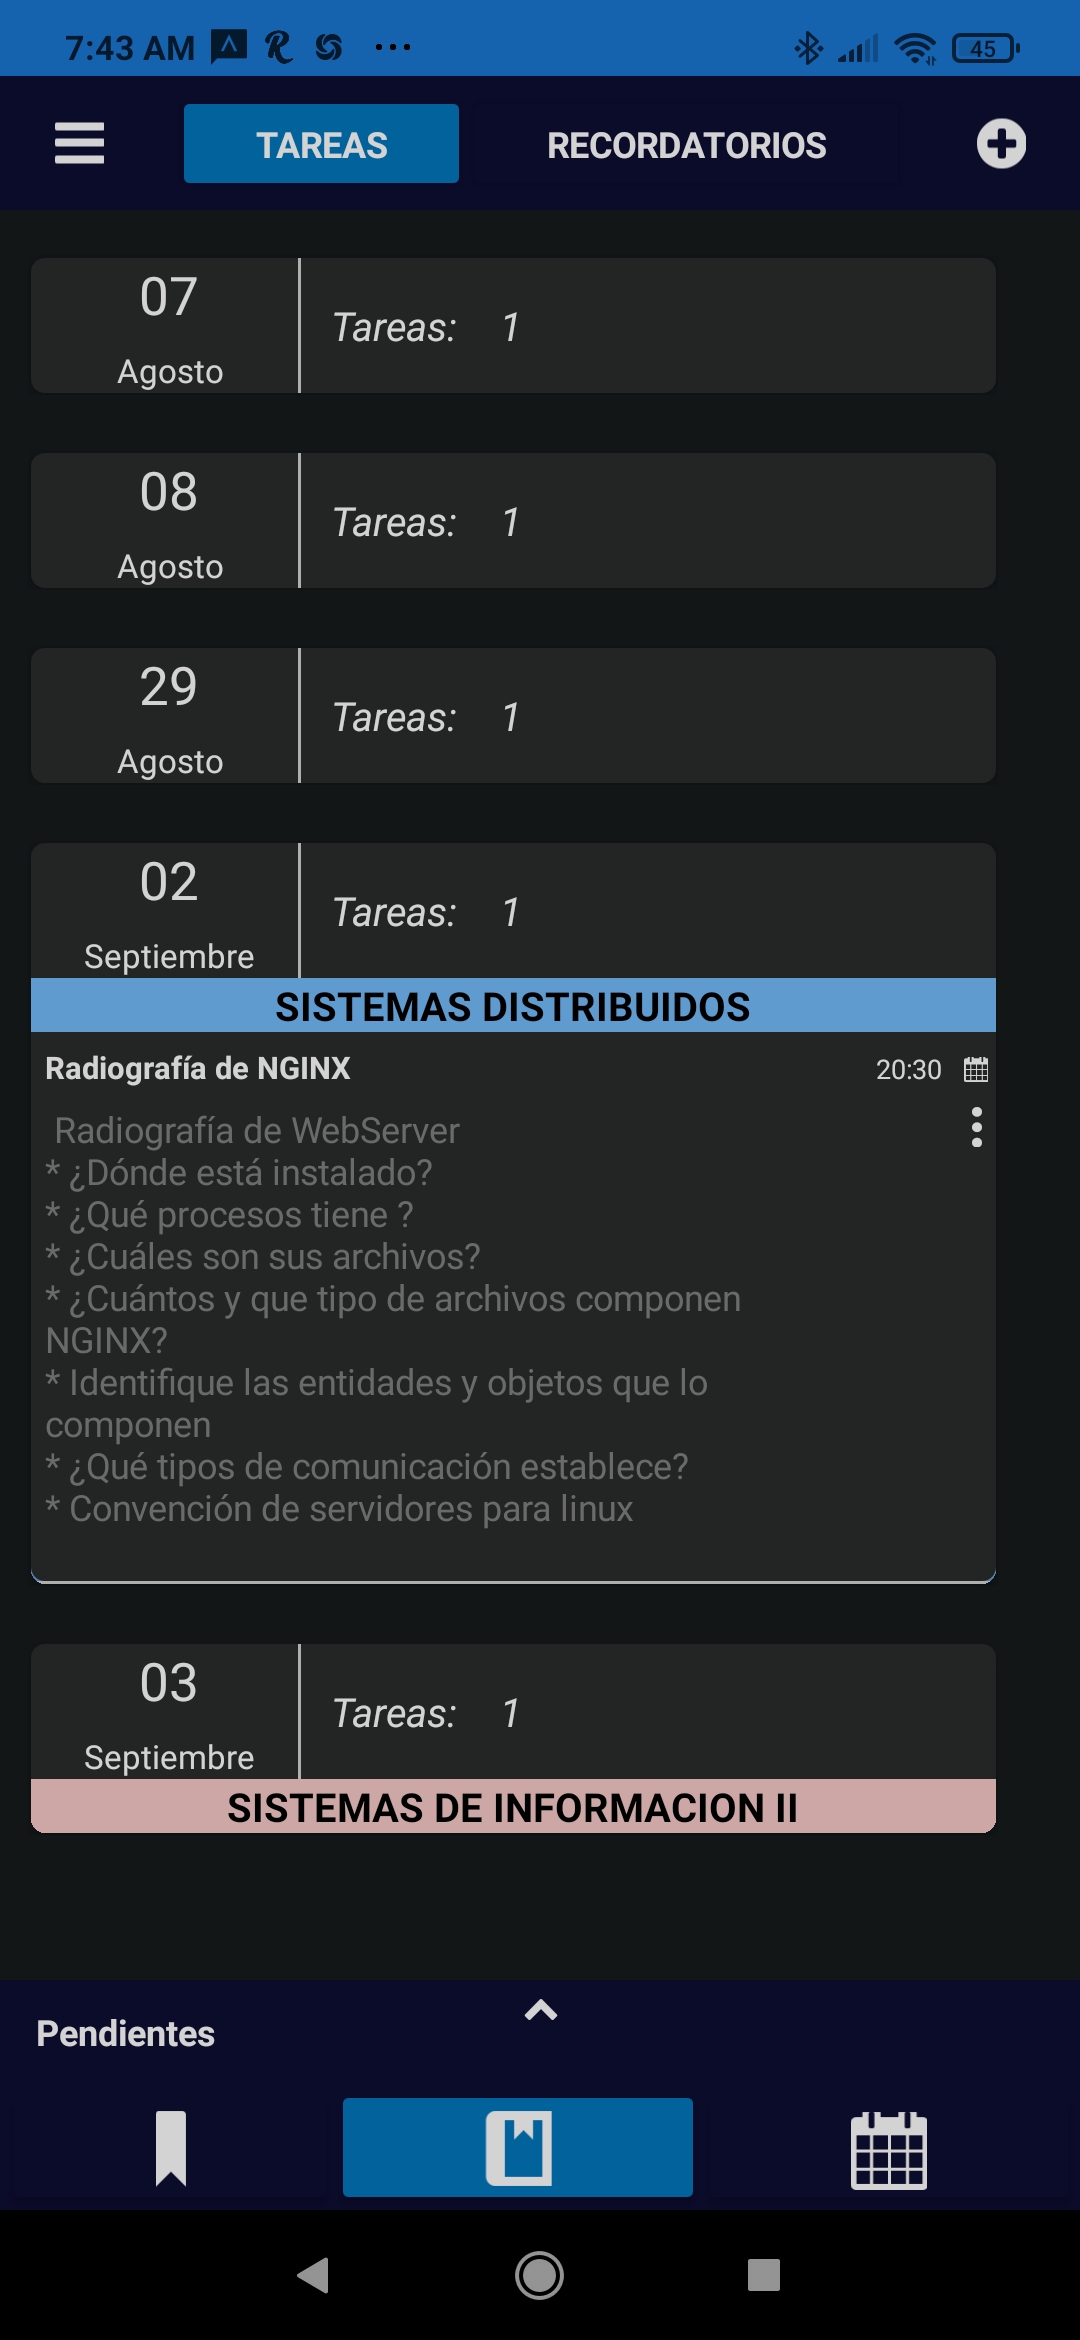 7:43 AM
45
TAREAS RECORDATORIOS
07
Agosto
Tareas: 1
08
Agosto
Tareas: 1
29
Agosto
Tareas: 1
02
Septiembre
Tareas: 1
SISTEMAS DISTRIBUIDOS
Radiografía de NGINX 20:30
Radiografía de WebServer
* ¿Dónde está instalado?
* ¿Qué procesos tiene ?
* ¿Cuáles son sus archivos?
* ¿Cuántos y que tipo de archivos componen
NGINX?
* Identifique las entidades y objetos que lo
componen
* ¿Qué tipos de comunicación establece?
* Convención de servidores para linux
03
Septiembre
Tareas: 1
SISTEMAS DE INFORMACION II
Pendientes